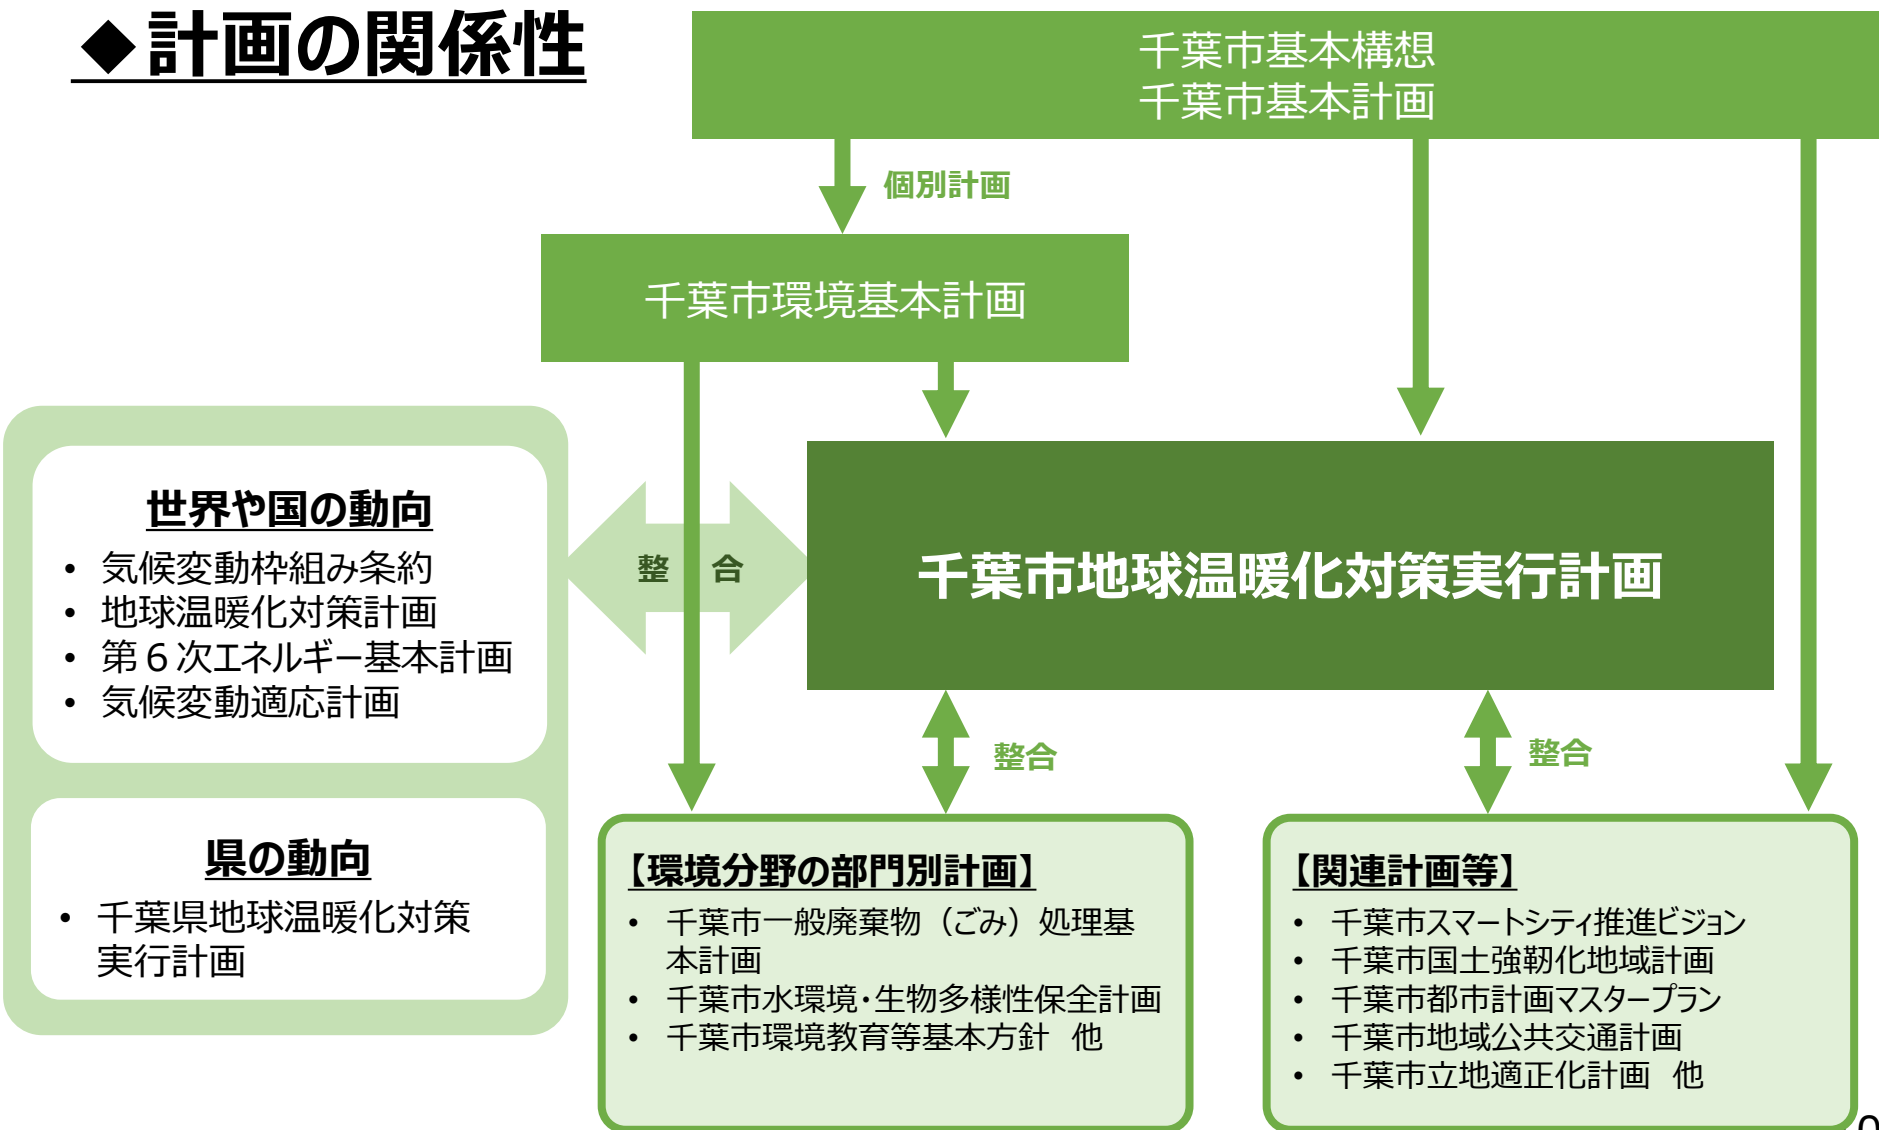 ◆計画の関係性
千葉市基本構想
千葉市基本計画
個別計画
千葉市環境基本計画
世界や国の動向
• 気候変動枠組み条約
• 地球温暖化対策計画
• 第6次エネルギー基本計画
• 気候変動適応計画
県の動向
• 千葉県地球温暖化対策
実行計画
整 合
千葉市地球温暖化対策実行計画
整合
整合
【環境分野の部門別計画】
• 千葉市一般廃棄物（ごみ）処理基
本計画
• 千葉市水環境・生物多様性保全計画
• 千葉市環境教育等基本方針 他
【関連計画等】
• 千葉市スマートシティ推進ビジョン
• 千葉市国土強靭化地域計画
• 千葉市都市計画マスタープラン
• 千葉市地域公共交通計画
• 千葉市立地適正化計画 他